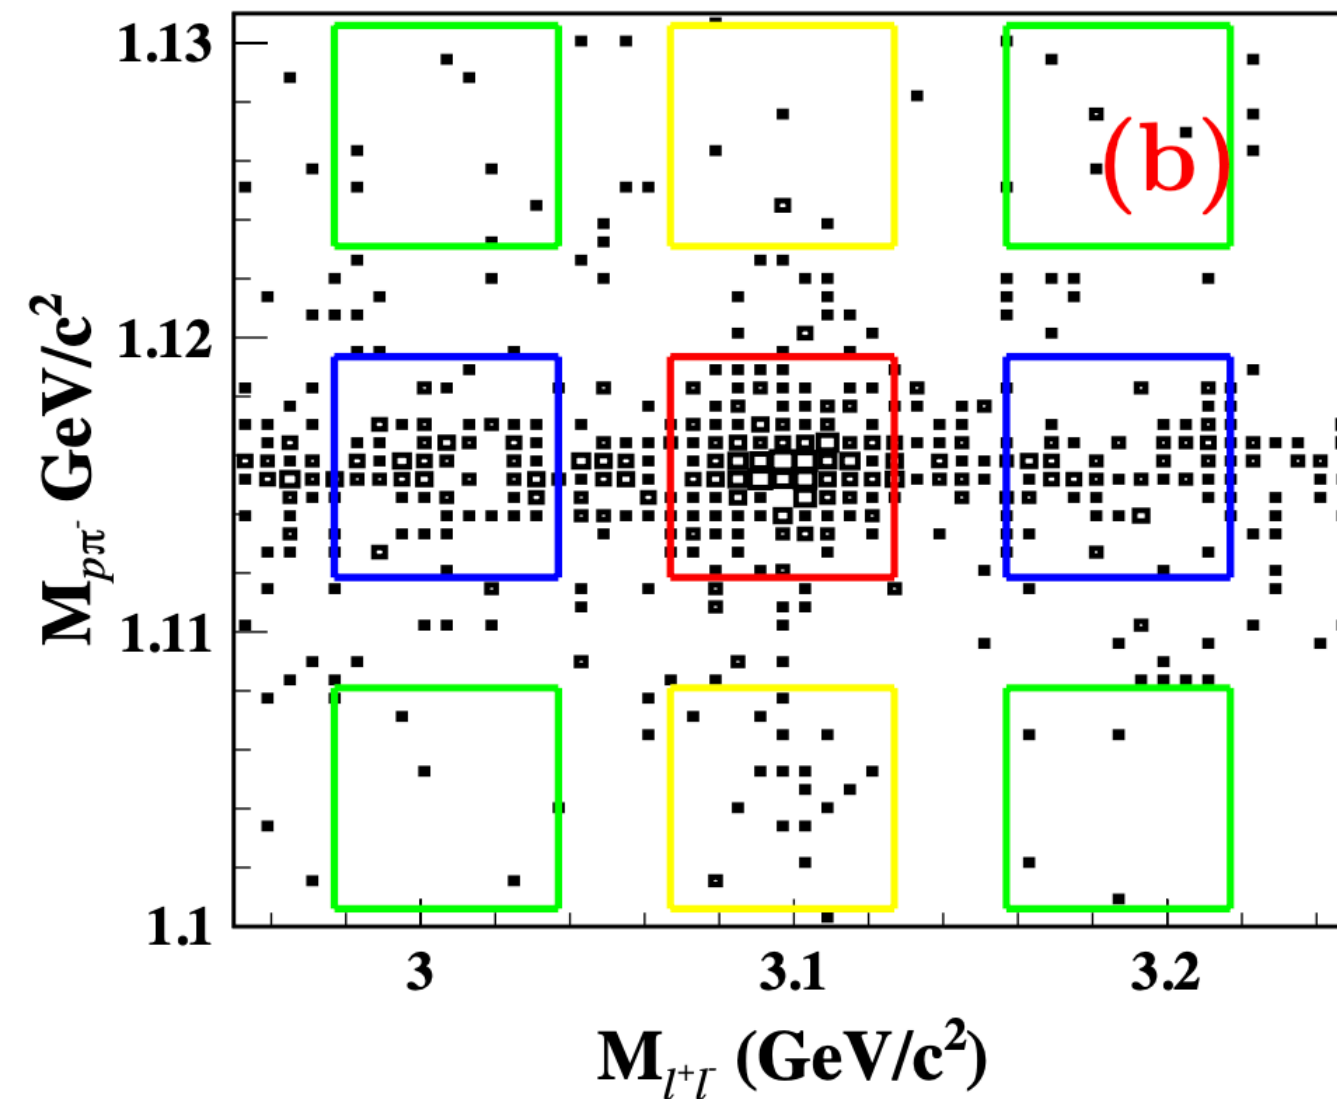 1.13
(b)
1.12
1.11
1.1
3 3.1 3.2
M_{pπ⁻} GeV/c²
M_{l⁺l⁻} (GeV/c²)